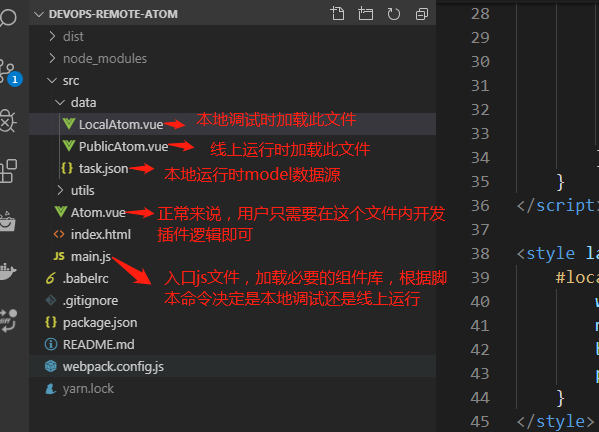 DEVOPS-REMOTE-ATOM
dist
node_modules
src
data
LocalAtom.vue
本地调试时加载此文件
PublicAtom.vue
线上运行时加载此文件
task.json
本地运行时model数据源
utils
Atom.vue
正常来说，用户只需要在这个文件内开发
插件逻辑即可
index.html
main.js
入口js文件，加载必要的组件库，根据脚
本命令决定是本地调试还是线上运行
.babelrc
.gitignore
package.json
README.md
webpack.config.js
yarn.lock
1
28
29
30
31
32
33
34
35 }
36 </script>
37
38 <style la
39 #loca
40
41
42
43
44 }
45 </style>